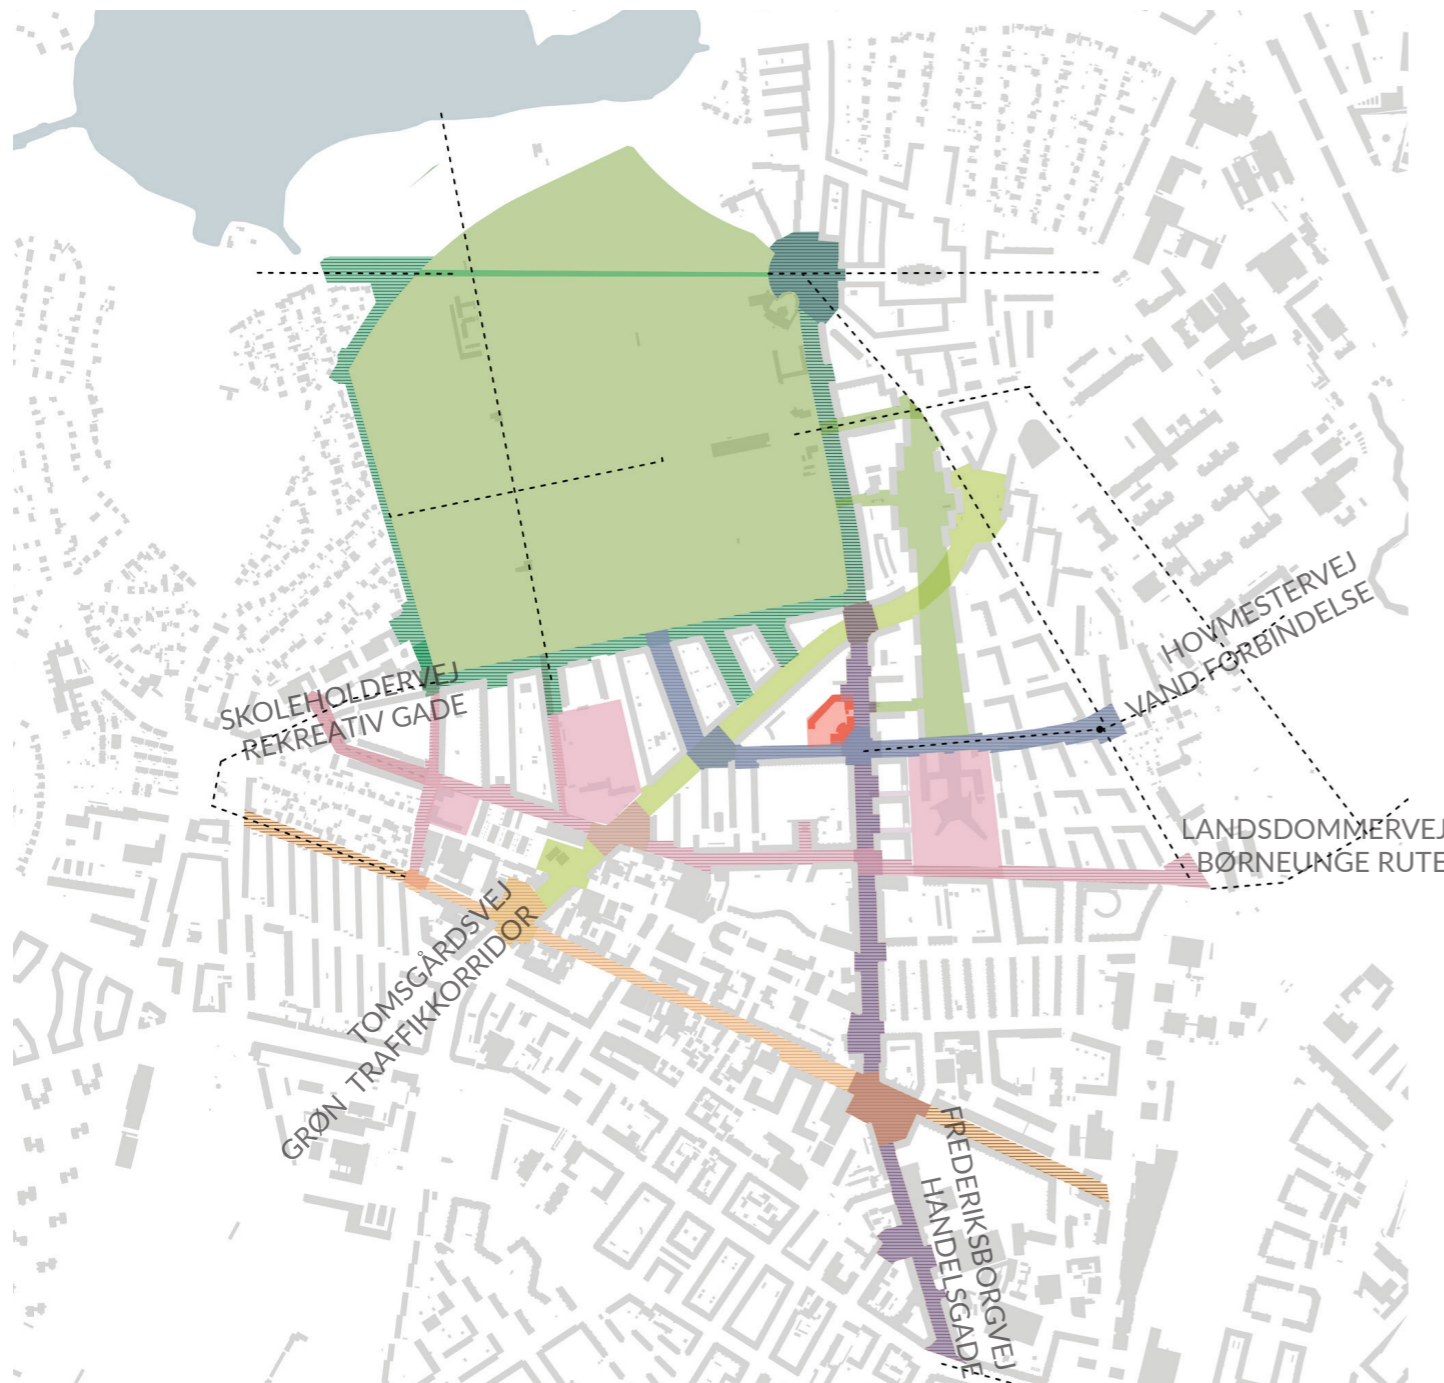 HOVMESTERVEJ
VAND FORBINDELSE
SKOLEHOLDERVEJ
REKREATIV GADE
LANDSDOMMERVEJ
BØRNEUNGE RUTE
TOMSGÅRDSVEJ
GRØN TRAFFIKKORRIDOR
FREDERIKSBORGVEJ
HANDELSGADE